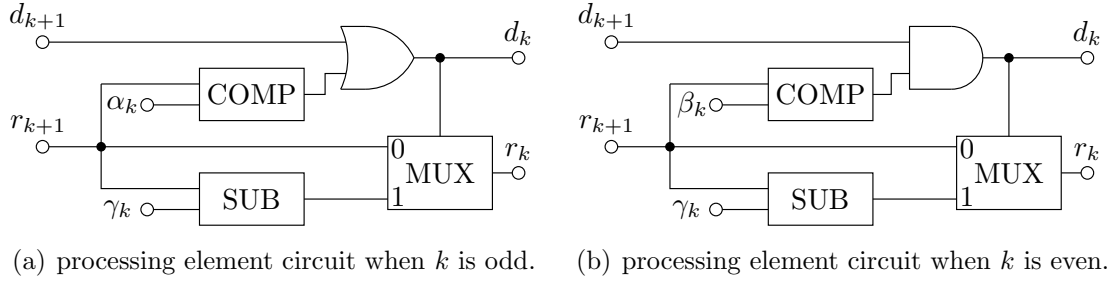 d_{k+1} d_k d_{k+1} d_k
α_k COMP β_k COMP
r_{k+1} 0 r_k r_{k+1} 0 r_k
MUX MUX
γ_k SUB 1 γ_k SUB 1
(a) processing element circuit when k is odd. (b) processing element circuit when k is even.